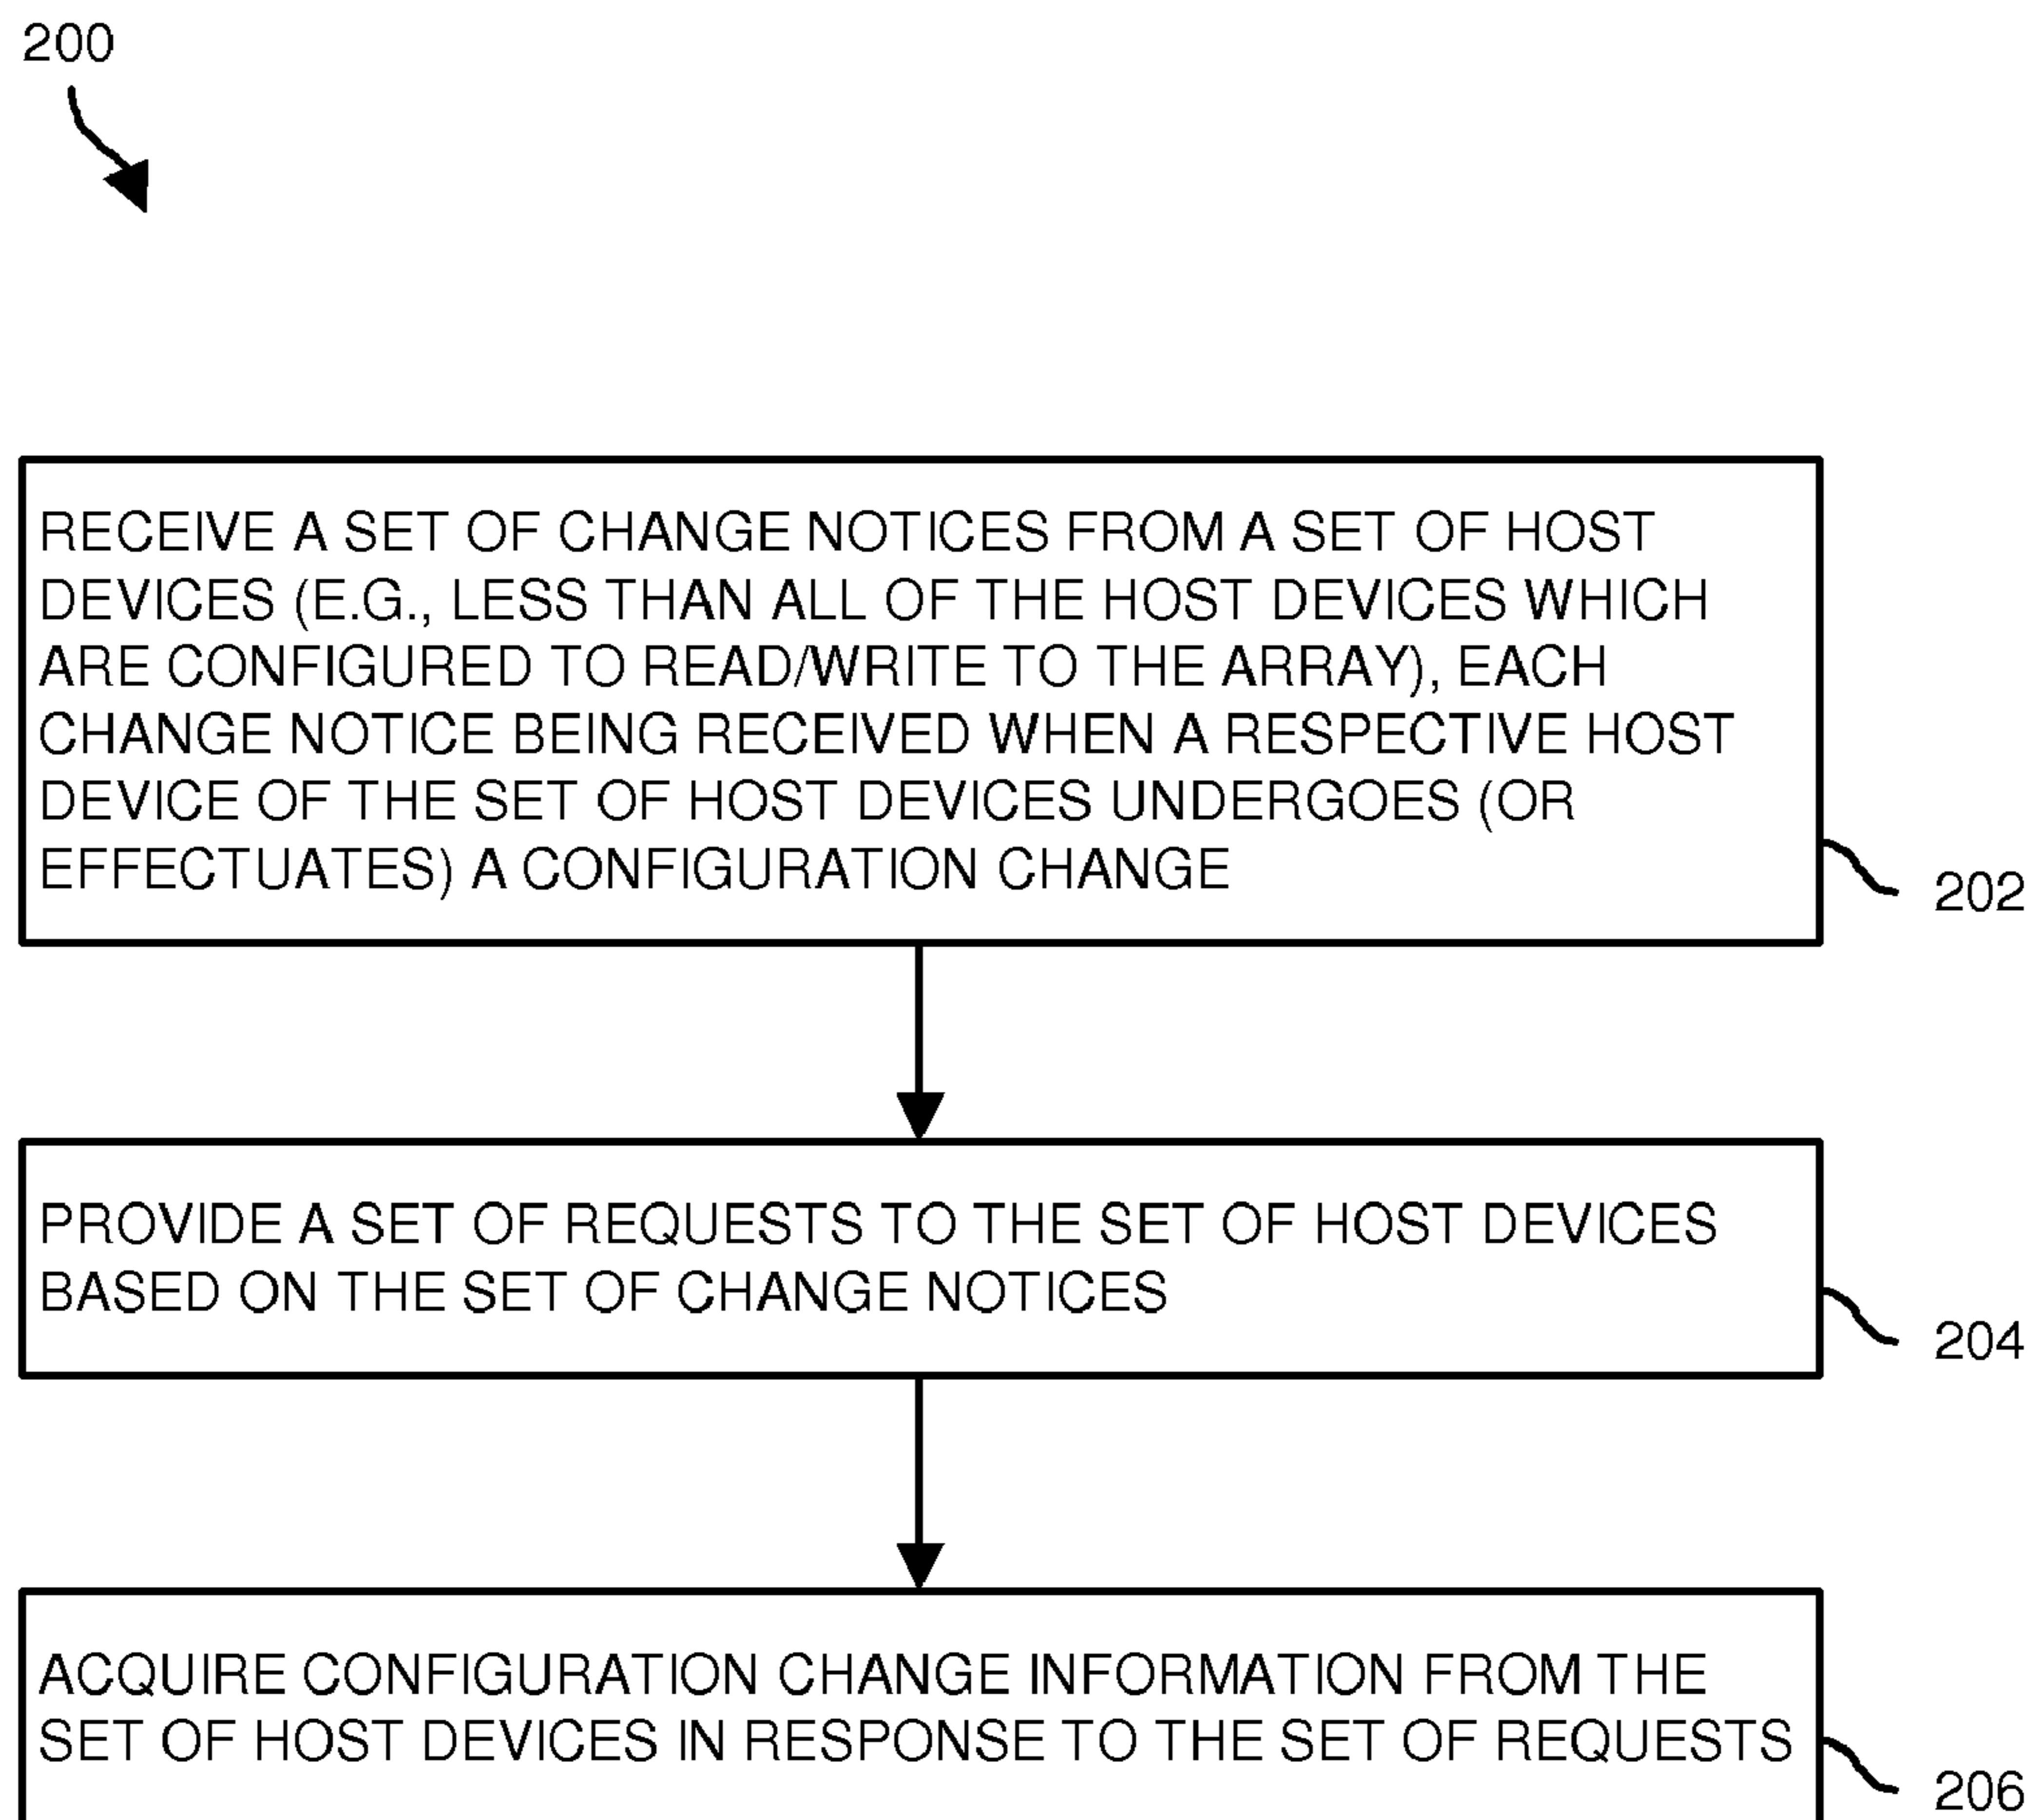 200
RECEIVE A SET OF CHANGE NOTICES FROM A SET OF HOST
DEVICES (E.G., LESS THAN ALL OF THE HOST DEVICES WHICH
ARE CONFIGURED TO READ/WRITE TO THE ARRAY), EACH
CHANGE NOTICE BEING RECEIVED WHEN A RESPECTIVE HOST
DEVICE OF THE SET OF HOST DEVICES UNDERGOES (OR
EFFECTUATES) A CONFIGURATION CHANGE
202
PROVIDE A SET OF REQUESTS TO THE SET OF HOST DEVICES
BASED ON THE SET OF CHANGE NOTICES
204
ACQUIRE CONFIGURATION CHANGE INFORMATION FROM THE
SET OF HOST DEVICES IN RESPONSE TO THE SET OF REQUESTS
206